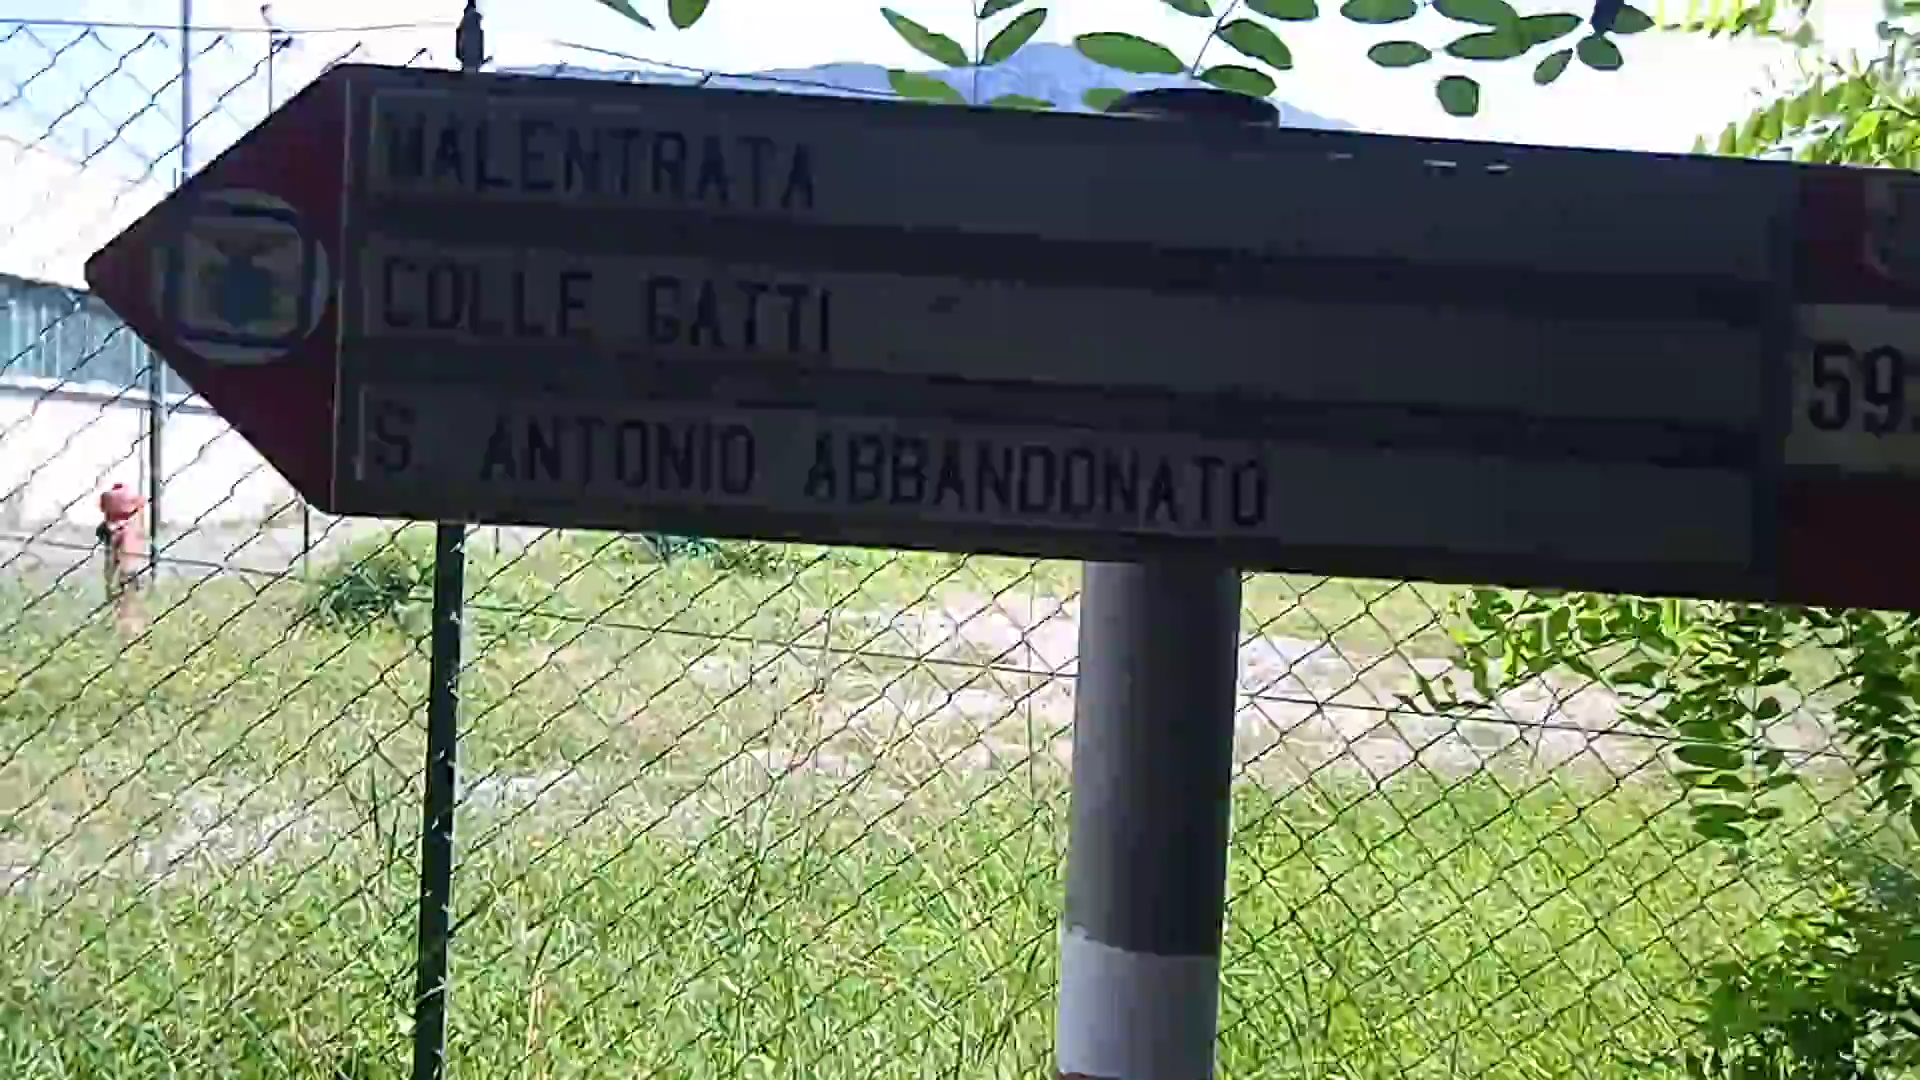 MALENTRATA
COLLE GATTI
S. ANTONIO ABBANDONATO
59